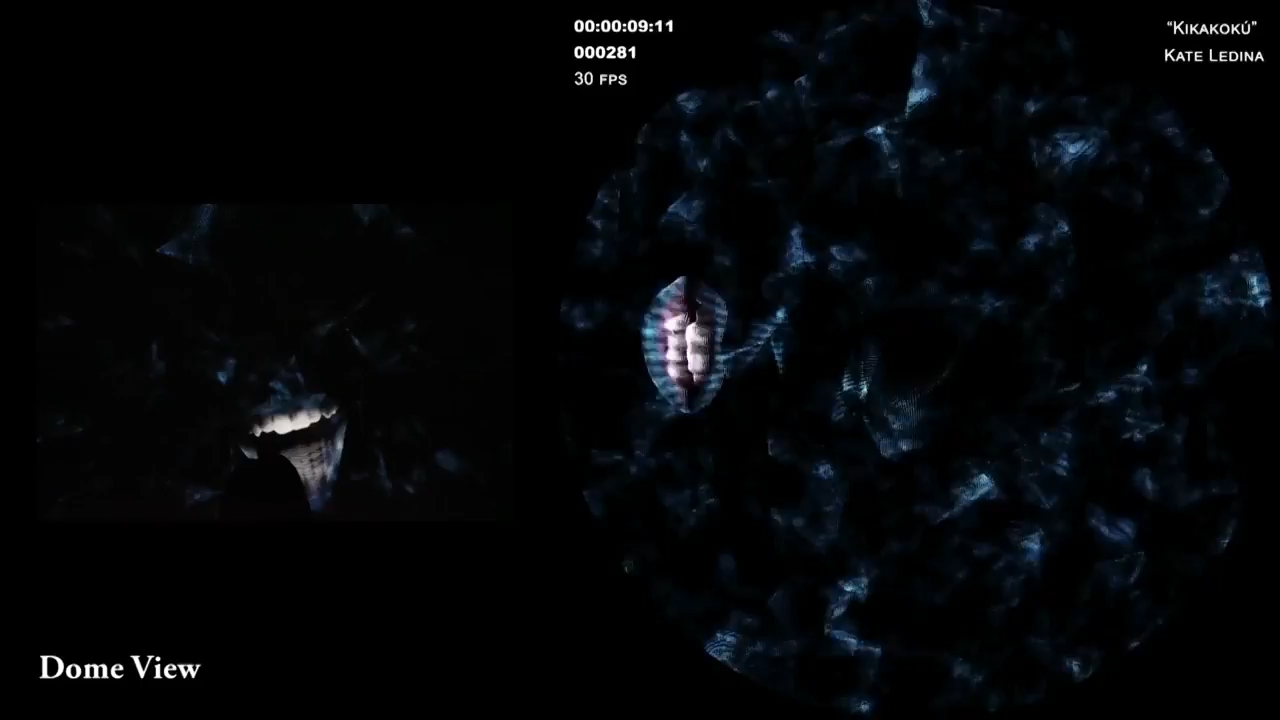 00:00:09:11
000281
30 FPS
"KIKAKOKÚ"
KATE LEDINA
Dome View